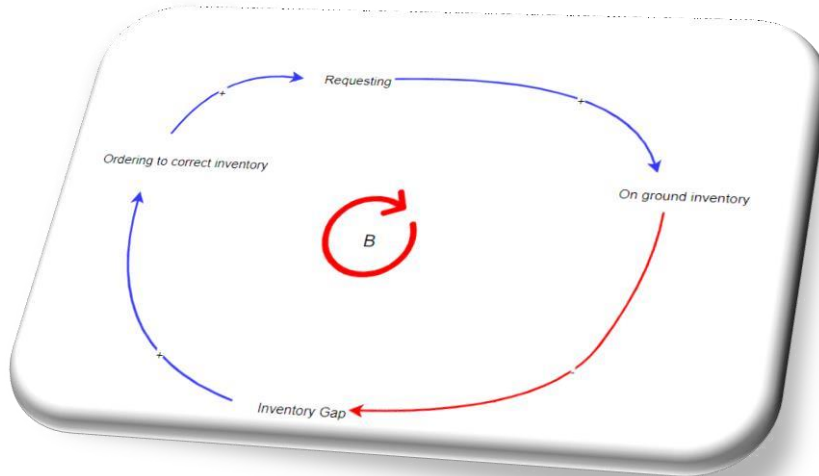 Requesting
+
+
Ordering to correct inventory
On ground inventory
B
+
-
Inventory Gap